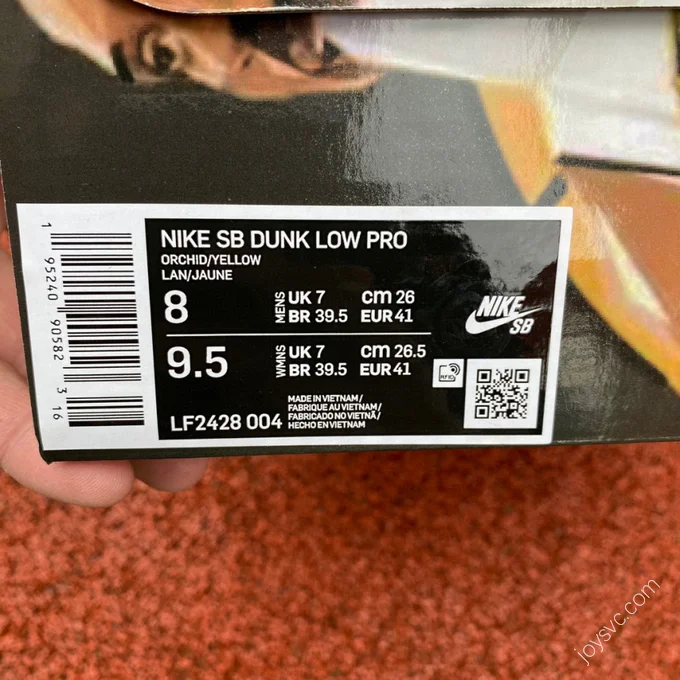 NIKE SB DUNK LOW PRO
ORCHID/YELLOW
LAN/JAUNE
8 MENS UK 7 cm 26
BR 39.5 EUR 41
9.5 WMNS UK 7 cm 26.5
BR 39.5 EUR 41
LF2428 004
MADE IN VIETNAM/
FABRIQUE AU VIETNAM/
FABRICADO NO VIETNÃ/
HECHO EN VIETNAM
NIKE
SB
RFID
1 95240 90582 3 16
joysvc.com